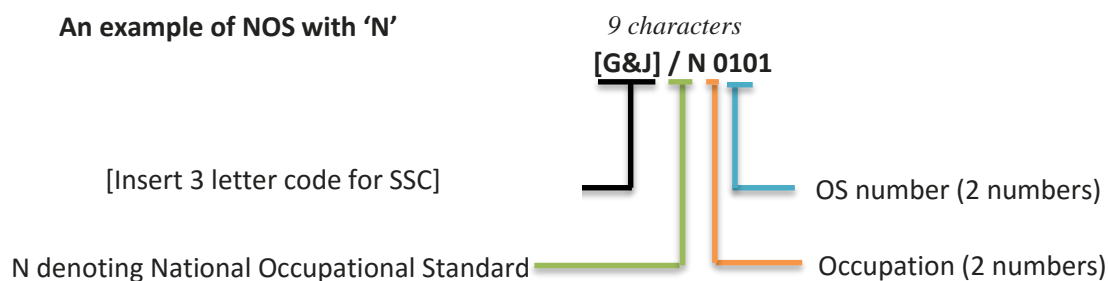 An example of NOS with ‘N’
9 characters
[G&J] / N 0101
[Insert 3 letter code for SSC]
OS number (2 numbers)
N denoting National Occupational Standard
Occupation (2 numbers)